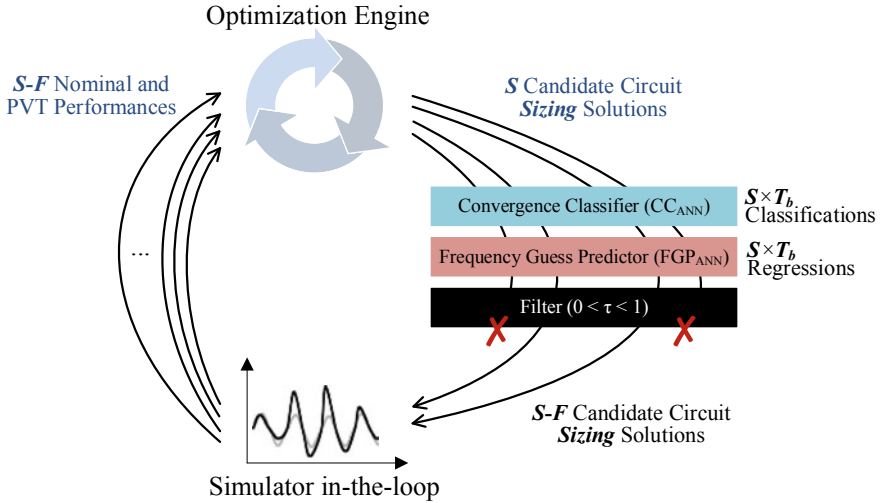 Optimization Engine
S-F Nominal and
PVT Performances
S Candidate Circuit
Sizing Solutions
Convergence Classifier (CCANN)
S×Tb
Classifications
Frequency Guess Predictor (FGPANN)
S×Tb
Regressions
Filter (0 < τ < 1)
...
S-F Candidate Circuit
Sizing Solutions
Simulator in-the-loop